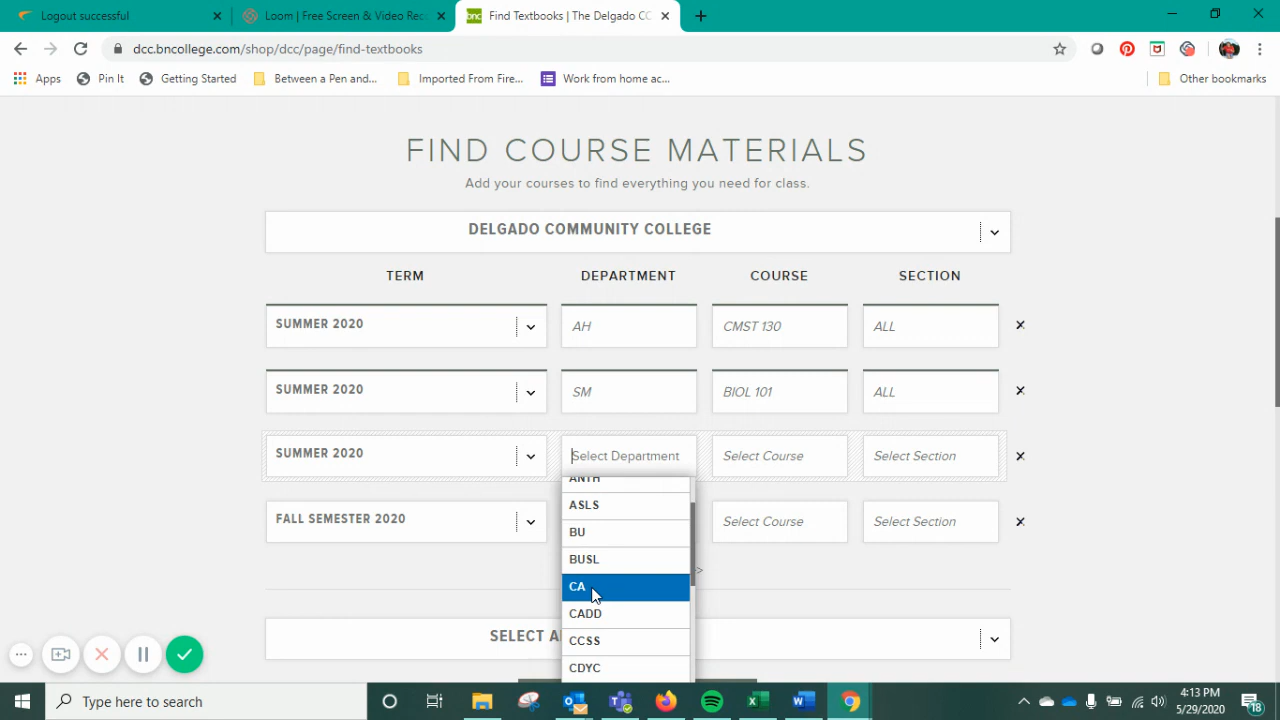 Logout successful
Loom | Free Screen & Video Rec
bnc
Find Textbooks | The Delgado CC
dcc.bncollege.com/shop/dcc/page/find-textbooks
Apps
Pin It
Getting Started
Between a Pen and...
Imported From Fire...
Work from home ac...
Other bookmarks
FIND COURSE MATERIALS
Add your courses to find everything you need for class.
DELGADO COMMUNITY COLLEGE
TERM DEPARTMENT COURSE SECTION
SUMMER 2020 AH CMST 130 ALL
SUMMER 2020 SM BIOL 101 ALL
SUMMER 2020 Select Department Select Course Select Section
ANTH
ASLS
FALL SEMESTER 2020 Select Course Select Section
BU
BUSL
CA
CADD
SELECT A
CCSS
CDYC
Type here to search
4:13 PM
5/29/2020
18